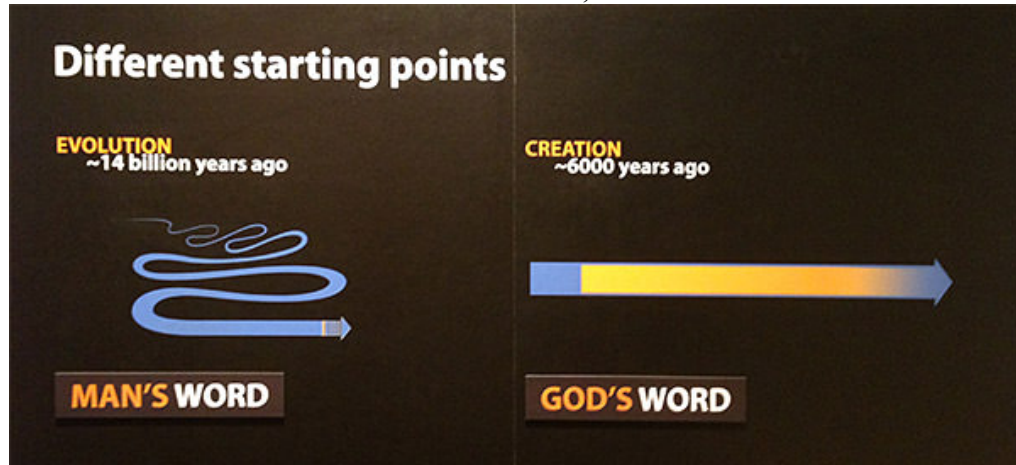 Different starting points
EVOLUTION
~14 billion years ago
CREATION
~6000 years ago
MAN'S WORD
GOD'S WORD